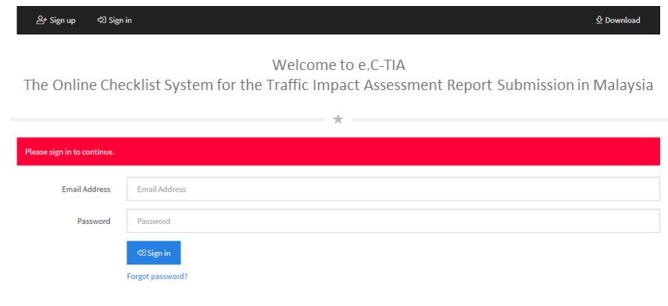 Sign up Sign in Download
Welcome to e.C-TIA
The Online Checklist System for the Traffic Impact Assessment Report Submission in Malaysia
Please sign in to continue.
Email Address Email Address
Password Password
Sign in
Forgot password?